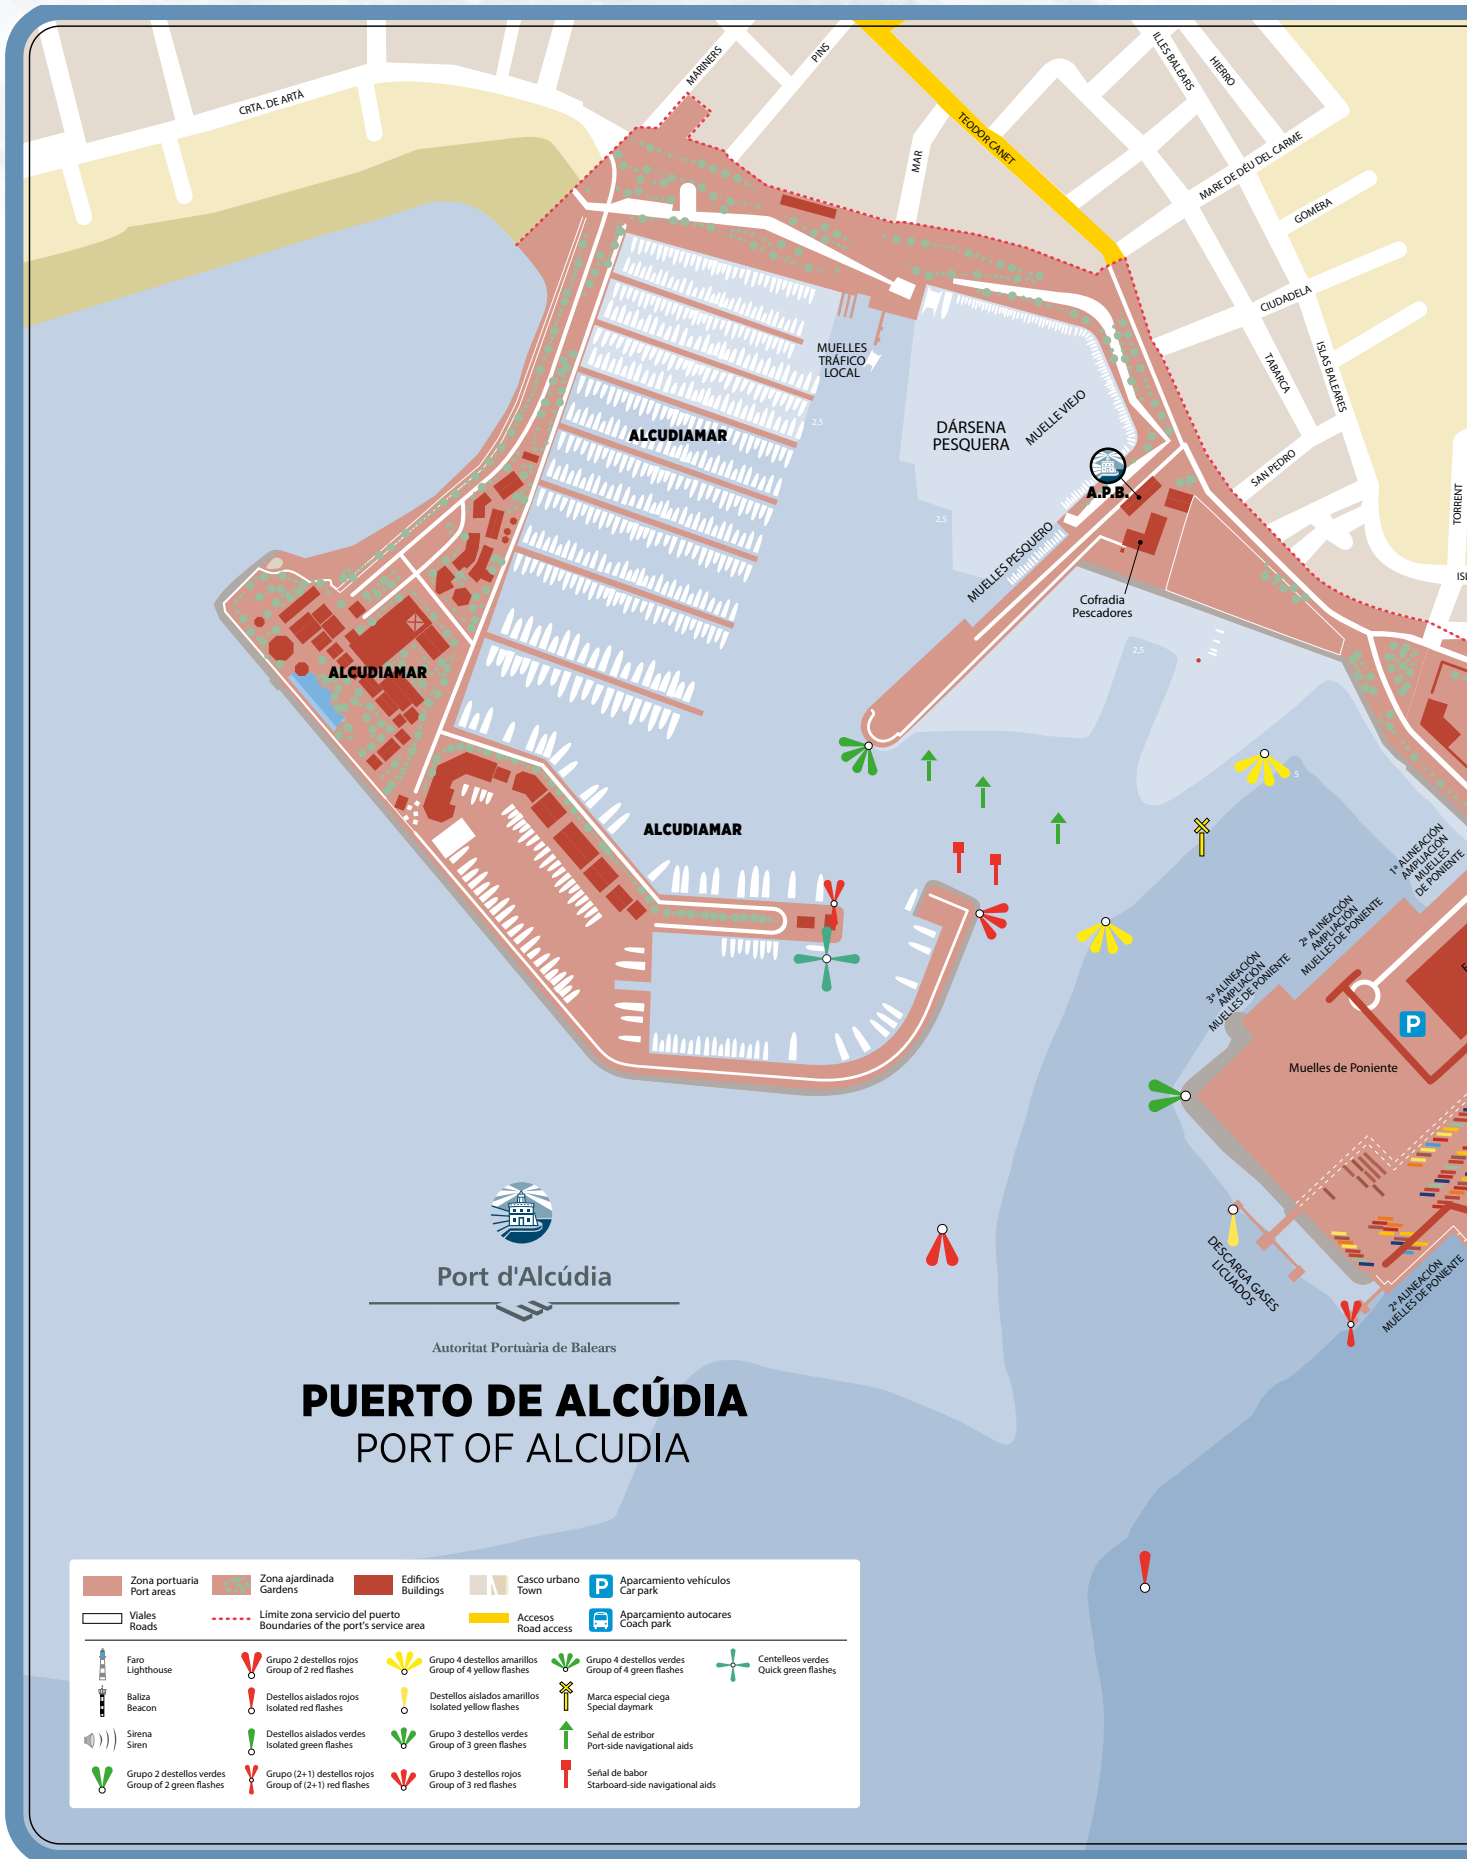 CRTA. DE ARTÀ
MARINERS
PINS
MAR
TEODOR CANET
ILLES BALEARS
HIERRO
MARE DE DÉU DEL CARME
GOMERA
CIUDADELA
TABARCA
ISLAS BALEARES
SAN PEDRO
TORRENT
ISL
MUELLES
TRÁFICO
LOCAL
ALCUDIAMAR
2,5
DÁRSENA
PESQUERA
MUELLE VIEJO
A.P.B.
2,5
MUELLES PESQUERO
Cofradia
Pescadores
2,5
ALCUDIAMAR
5
ALCUDIAMAR
1ª ALINEACIÓN
AMPLIACIÓN
MUELLES
DE PONIENTE
2ª ALINEACIÓN
AMPLIACIÓN
MUELLES DE PONIENTE
3ª ALINEACIÓN
AMPLIACIÓN
MUELLES DE PONIENTE
P
Muelles de Poniente
DESCARGA GASES
LICUADOS
2ª ALINEACIÓN
MUELLES DE PONIENTE
Port d'Alcúdia
Autoritat Portuària de Balears
PUERTO DE ALCÚDIA
PORT OF ALCUDIA
Zona portuaria
Port areas
Zona ajardinada
Gardens
Edificios
Buildings
Casco urbano
Town
P
Aparcamiento vehículos
Car park
Viales
Roads
Límite zona servicio del puerto
Boundaries of the port's service area
Accesos
Road access
Aparcamiento autocares
Coach park
Faro
Lighthouse
Grupo 2 destellos rojos
Group of 2 red flashes
Grupo 4 destellos amarillos
Group of 4 yellow flashes
Grupo 4 destellos verdes
Group of 4 green flashes
Centelleos verdes
Quick green flashes
Baliza
Beacon
Destellos aislados rojos
Isolated red flashes
Destellos aislados amarillos
Isolated yellow flashes
Marca especial ciega
Special daymark
Sirena
Siren
Destellos aislados verdes
Isolated green flashes
Grupo 3 destellos verdes
Group of 3 green flashes
Señal de estribor
Port-side navigational aids
Grupo 2 destellos verdes
Group of 2 green flashes
Grupo (2+1) destellos rojos
Group of (2+1) red flashes
Grupo 3 destellos rojos
Group of 3 red flashes
Señal de babor
Starboard-side navigational aids